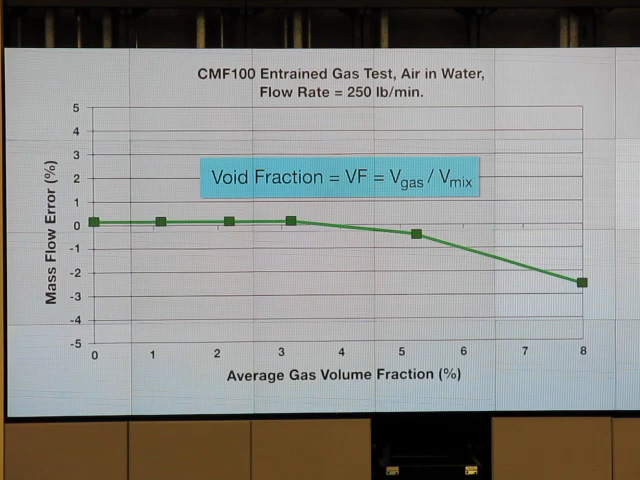 CMF100 Entrained Gas Test, Air in Water,
Flow Rate = 250 lb/min.
Void Fraction = VF = Vgas / Vmix
Mass Flow Error (%)
5
4
3
2
1
0
-1
-2
-3
-4
-5
0 1 2 3 4 5 6 7 8
Average Gas Volume Fraction (%)